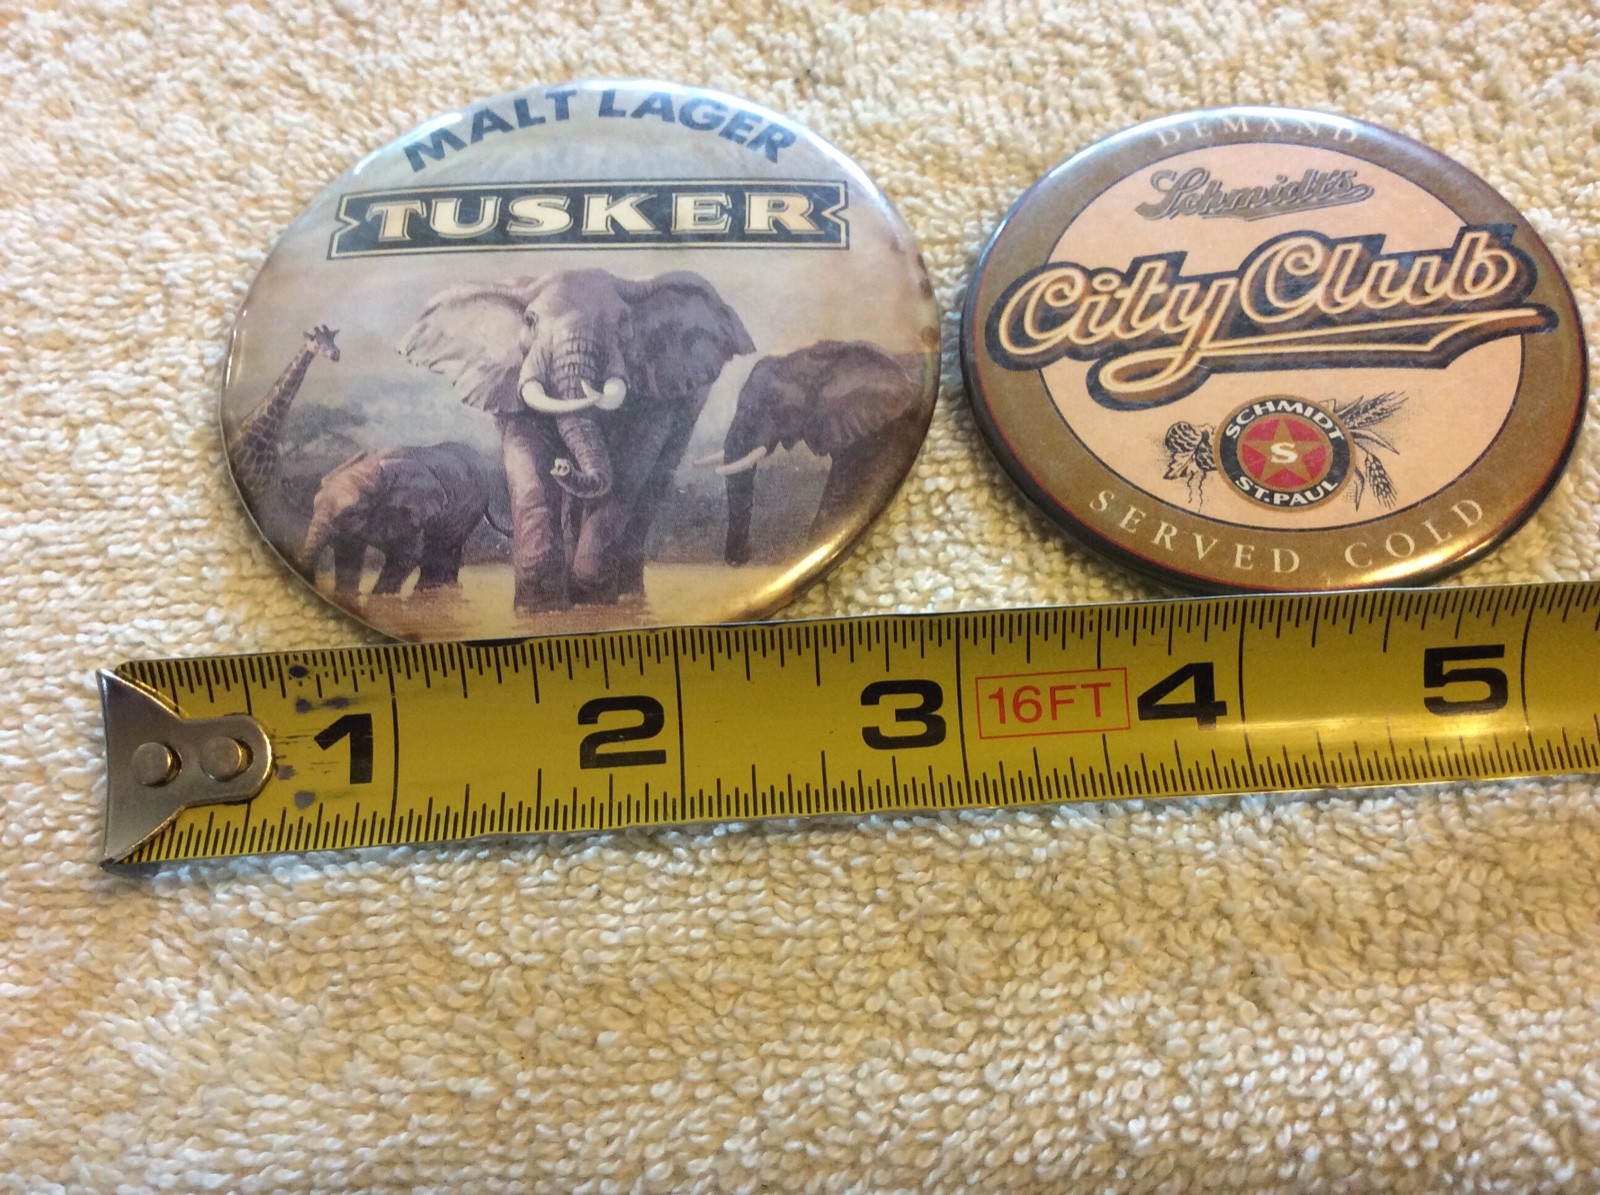 MALT LAGER
TUSKER
DEMAND
Schmidt's
City Club
SCHMIDT
S
ST.PAUL
SERVED COLD
1 2 3 16FT 4 5